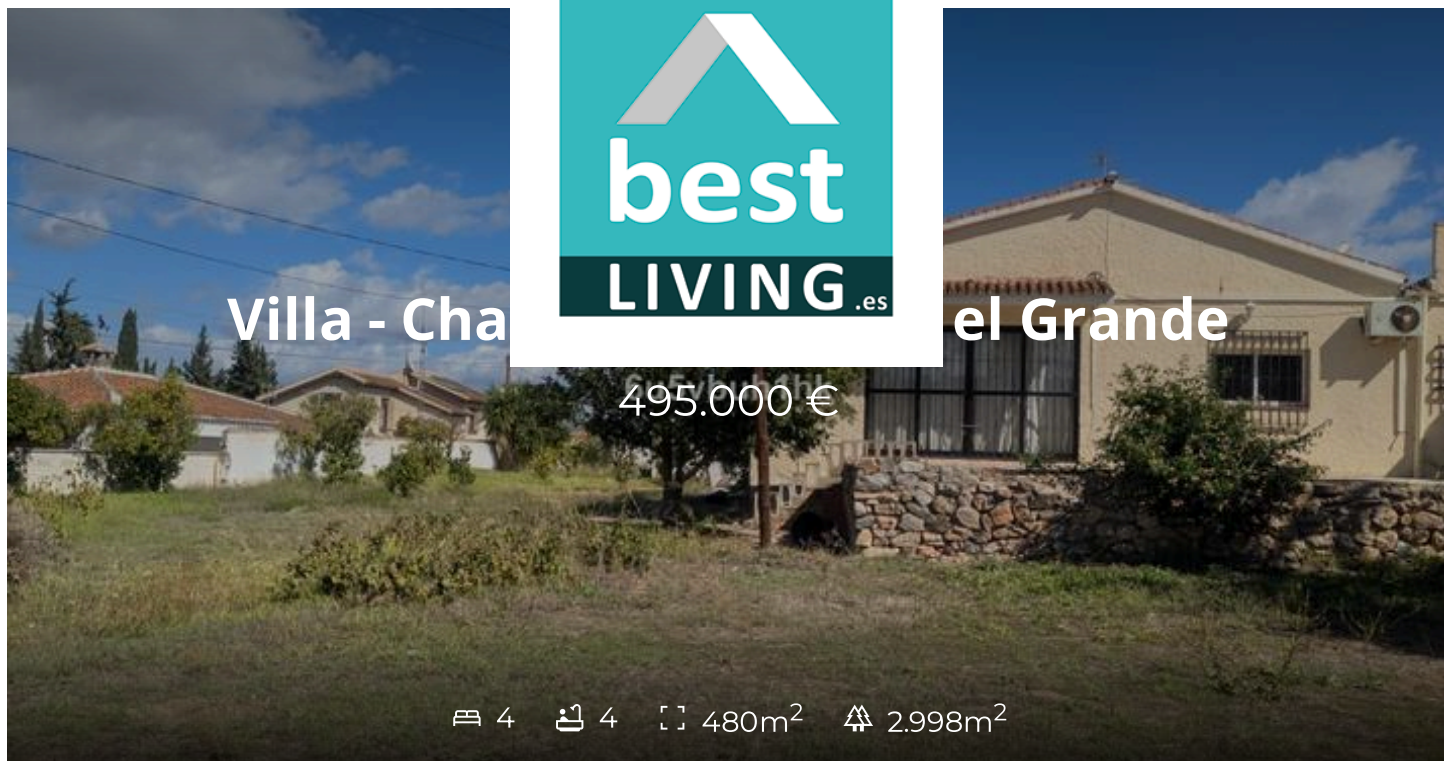 best
LIVING.es
Villa - Cha el Grande
495.000 €
4 4 480m² 2.998m²